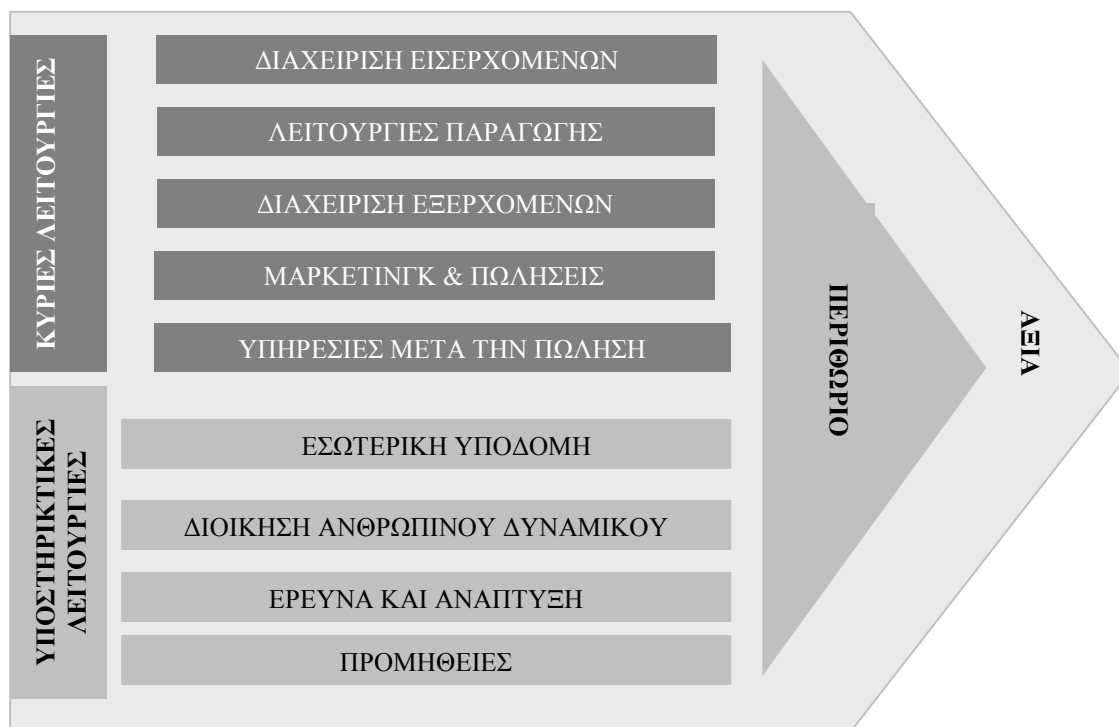 ΚΥΡΙΕΣ ΛΕΙΤΟΥΡΓΙΕΣ
ΔΙΑΧΕΙΡΙΣΗ ΕΙΣΕΡΧΟΜΕΝΩΝ
ΛΕΙΤΟΥΡΓΙΕΣ ΠΑΡΑΓΩΓΗΣ
ΔΙΑΧΕΙΡΙΣΗ ΕΞΕΡΧΟΜΕΝΩΝ
ΜΑΡΚΕΤΙΝΓΚ & ΠΩΛΗΣΕΙΣ
ΥΠΗΡΕΣΙΕΣ ΜΕΤΑ ΤΗΝ ΠΩΛΗΣΗ
ΥΠΟΣΤΗΡΙΚΤΙΚΕΣ
ΛΕΙΤΟΥΡΓΙΕΣ
ΕΣΩΤΕΡΙΚΗ ΥΠΟΔΟΜΗ
ΔΙΟΙΚΗΣΗ ΑΝΘΡΩΠΙΝΟΥ ΔΥΝΑΜΙΚΟΥ
ΕΡΕΥΝΑ ΚΑΙ ΑΝΑΠΤΥΞΗ
ΠΡΟΜΗΘΕΙΕΣ
ΠΕΡΙΘΩΡΙΟ
ΑΞΙΑ